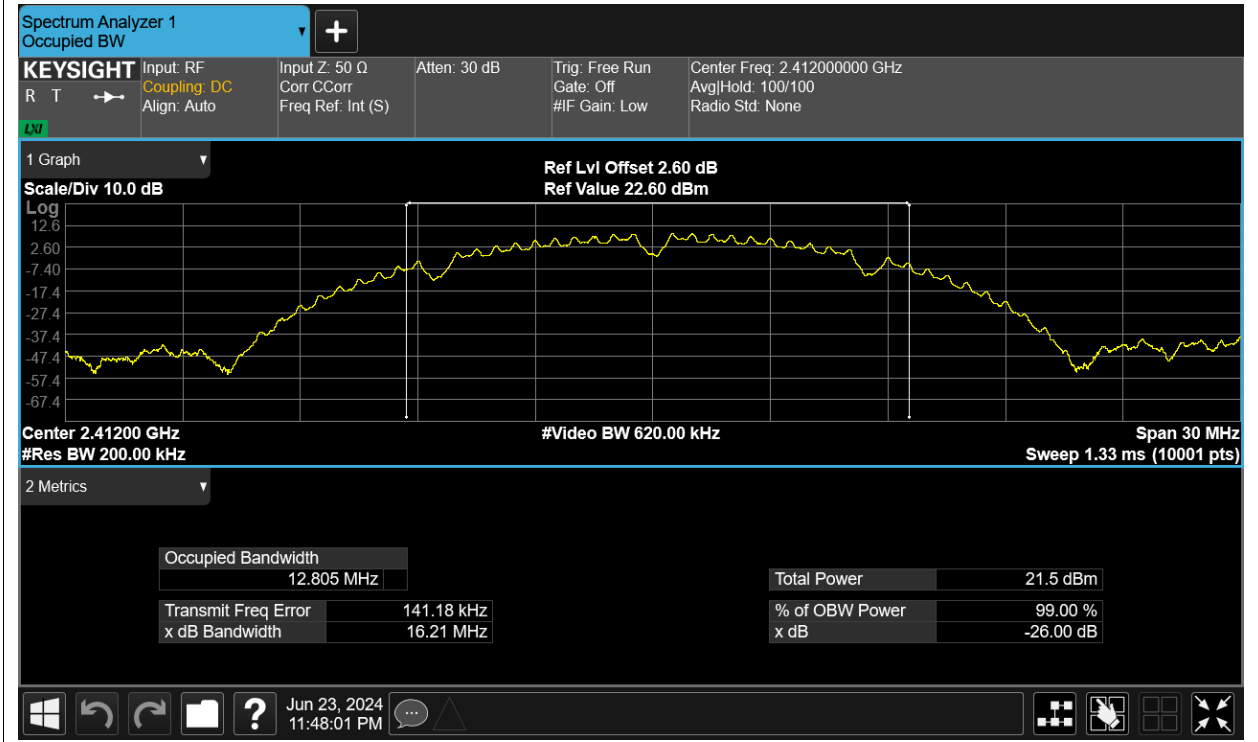 Spectrum Analyzer 1
Occupied BW
KEYSIGHT
R T
LXI
Input: RF
Coupling: DC
Align: Auto
Input Z: 50 Ω
Corr CCorr
Freq Ref: Int (S)
Atten: 30 dB
Trig: Free Run
Gate: Off
#IF Gain: Low
Center Freq: 2.412000000 GHz
Avg|Hold: 100/100
Radio Std: None
1 Graph
Scale/Div 10.0 dB
Ref Lvl Offset 2.60 dB
Ref Value 22.60 dBm
Log
12.6
2.60
-7.40
-17.4
-27.4
-37.4
-47.4
-57.4
-67.4
Center 2.41200 GHz
#Video BW 620.00 kHz
Span 30 MHz
#Res BW 200.00 kHz
Sweep 1.33 ms (10001 pts)
2 Metrics
Occupied Bandwidth
12.805 MHz
Total Power 21.5 dBm
Transmit Freq Error 141.18 kHz
% of OBW Power 99.00 %
x dB Bandwidth 16.21 MHz
x dB -26.00 dB
?
Jun 23, 2024
11:48:01 PM